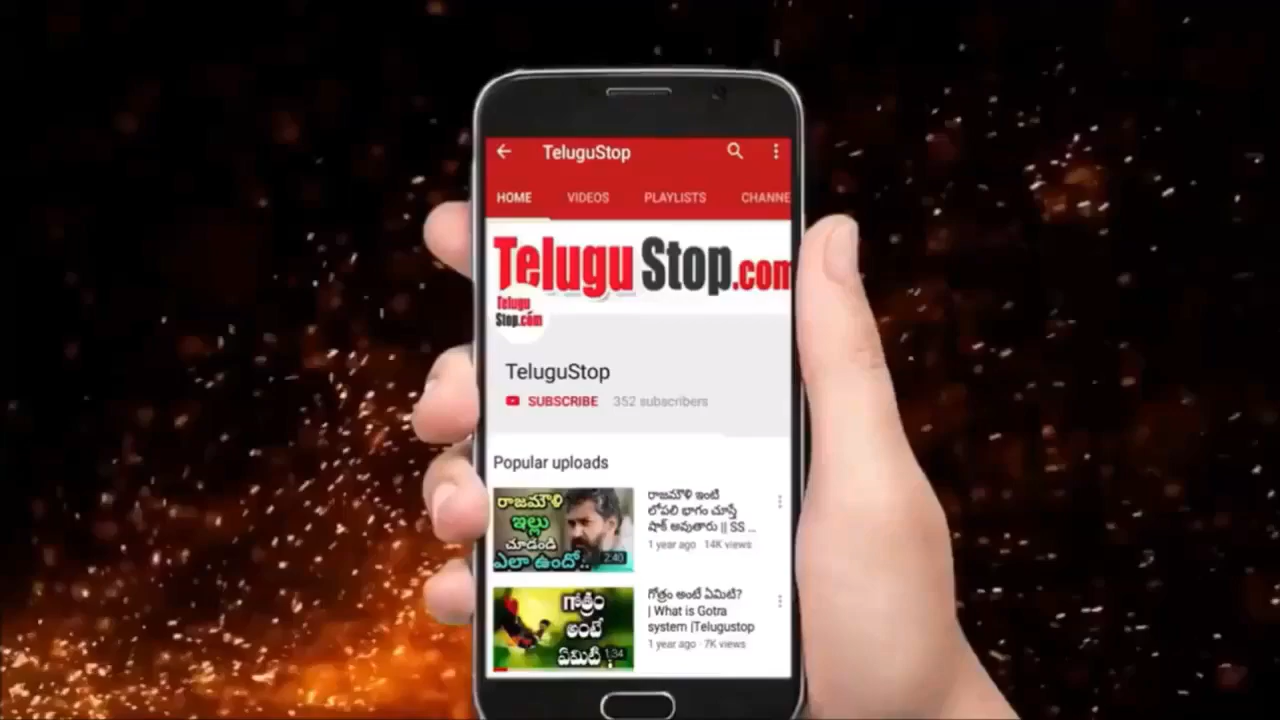 TeluguStop
HOME VIDEOS PLAYLISTS CHANNE
Telugu Stop.com
Telugu
Stop.com
TeluguStop
SUBSCRIBE 352 subscribers
Popular uploads
రాజమౌళి
ఇల్లు
చూడండి
ఎలా ఉందో..
2:40
రాజమౌళి ఇంటి
లోపలి భాగం చూస్తే
షాక్ అవుతారు || SS ...
1 year ago · 14K views
గోత్రం
అంటే
ఏమిటి ?
1:34
గోత్రం అంటే ఏమిటి?
| What is Gotra
system |Telugustop
1 year ago · 7K views